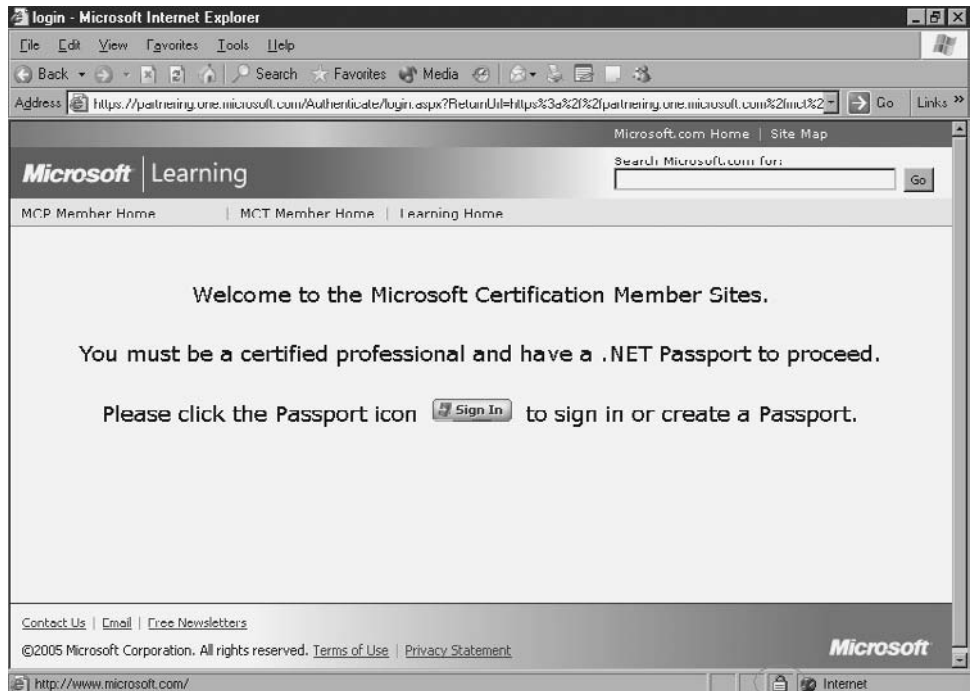 login - Microsoft Internet Explorer
File Edit View Favorites Tools Help
Back Search Favorites Media
Address https://partnering.one.microsoft.com/Authenticate/login.aspx?ReturnUrl=https%3a%2f%2fpartnering.one.microsoft.com%2fmct%2 Go Links »
Microsoft.com Home | Site Map
Microsoft | Learning
Search Microsoft.com for:
Go
MCP Member Home | MCT Member Home | Learning Home
Welcome to the Microsoft Certification Member Sites.
You must be a certified professional and have a .NET Passport to proceed.
Please click the Passport icon Sign In to sign in or create a Passport.
Contact Us | Email | Free Newsletters
©2005 Microsoft Corporation. All rights reserved. Terms of Use | Privacy Statement
Microsoft
http://www.microsoft.com/ Internet